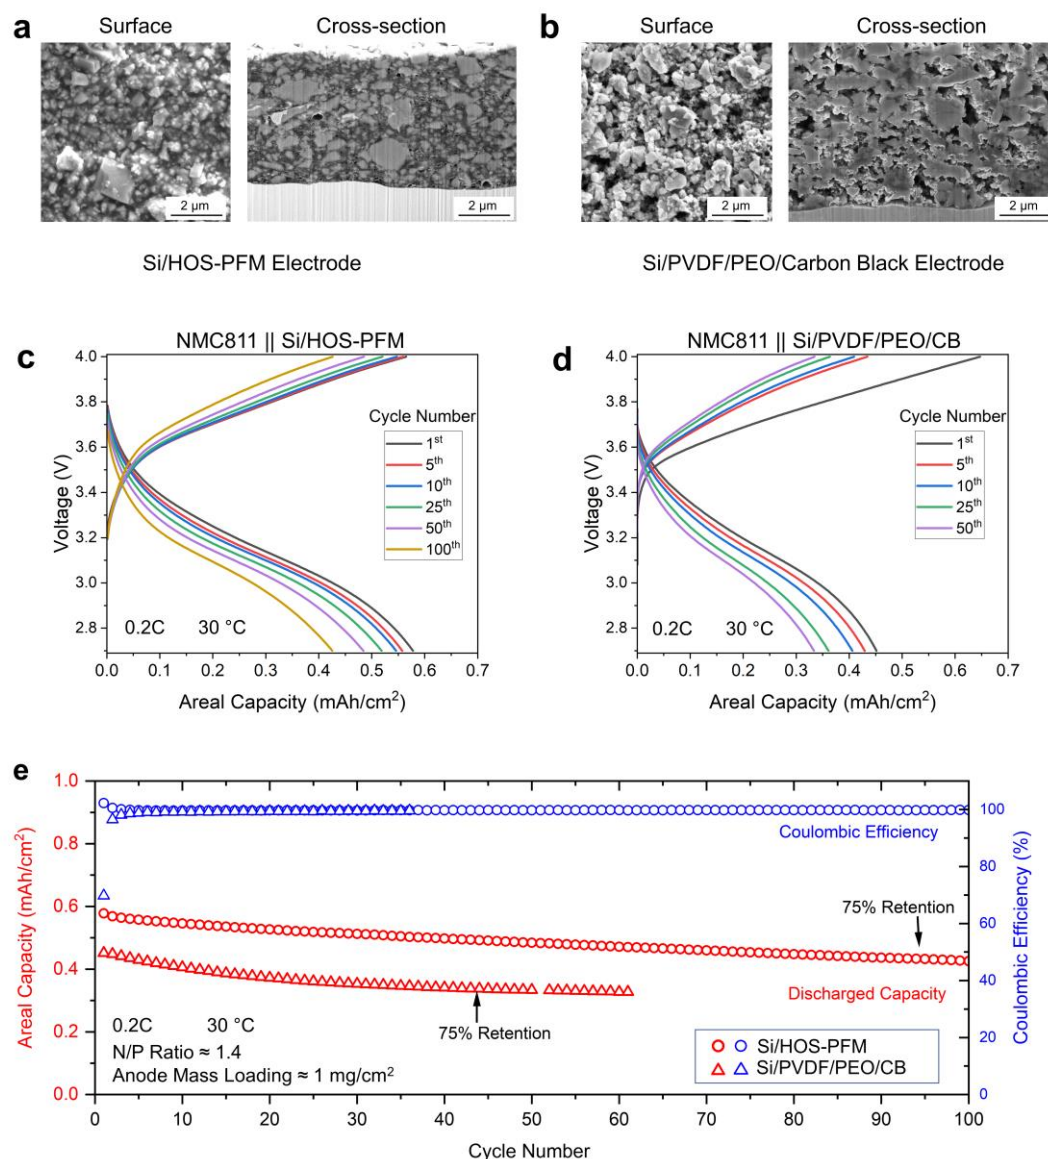 a
Surface
Cross-section
2 μm
2 μm
Si/HOS-PFM Electrode
b
Surface
Cross-section
2 μm
2 μm
Si/PVDF/PEO/Carbon Black Electrode
c
NMC811 || Si/HOS-PFM
4.0
3.8
3.6
3.4
3.2
3.0
2.8
Voltage (V)
Cycle Number
1st
5th
10th
25th
50th
100th
0.2C 30 °C
0.0 0.1 0.2 0.3 0.4 0.5 0.6 0.7
Areal Capacity (mAh/cm2)
d
NMC811 || Si/PVDF/PEO/CB
4.0
3.8
3.6
3.4
3.2
3.0
2.8
Voltage (V)
Cycle Number
1st
5th
10th
25th
50th
0.2C 30 °C
0.0 0.1 0.2 0.3 0.4 0.5 0.6 0.7
Areal Capacity (mAh/cm2)
e
1.0
0.8
0.6
0.4
0.2
0.0
Areal Capacity (mAh/cm2)
Coulombic Efficiency
75% Retention
Discharged Capacity
75% Retention
0.2C 30 °C
N/P Ratio ≈ 1.4
Anode Mass Loading ≈ 1 mg/cm2
Si/HOS-PFM
Si/PVDF/PEO/CB
100
80
60
40
20
0
Coulombic Efficiency (%)
0 10 20 30 40 50 60 70 80 90 100
Cycle Number